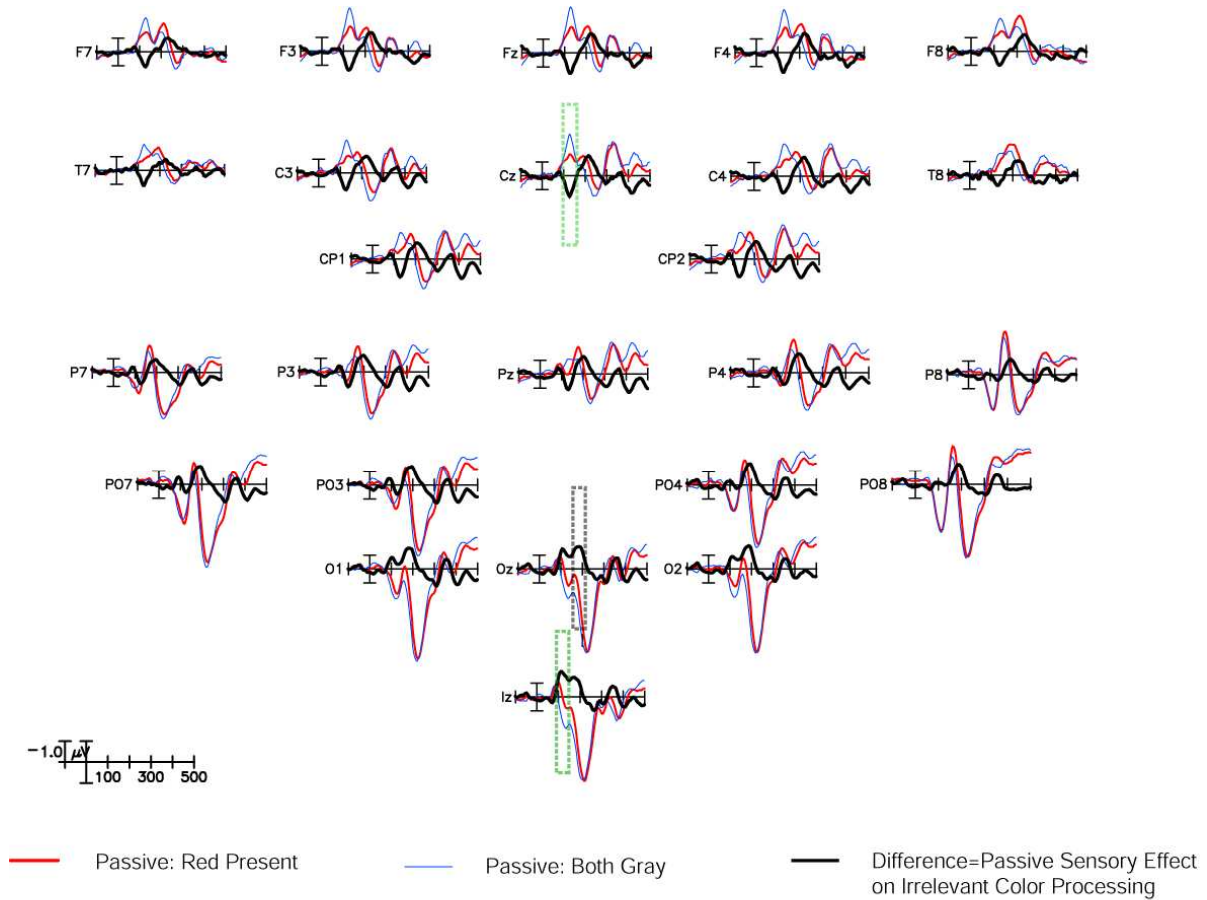 F7 F3 Fz F4 F8
T7 C3 Cz C4 T8
CP1 CP2
P7 P3 Pz P4 P8
PO7 PO3 PO4 PO8
O1 Oz O2
Iz
−1.0 μV
100 300 500
Passive: Red Present
Passive: Both Gray
Difference=Passive Sensory Effect
on Irrelevant Color Processing